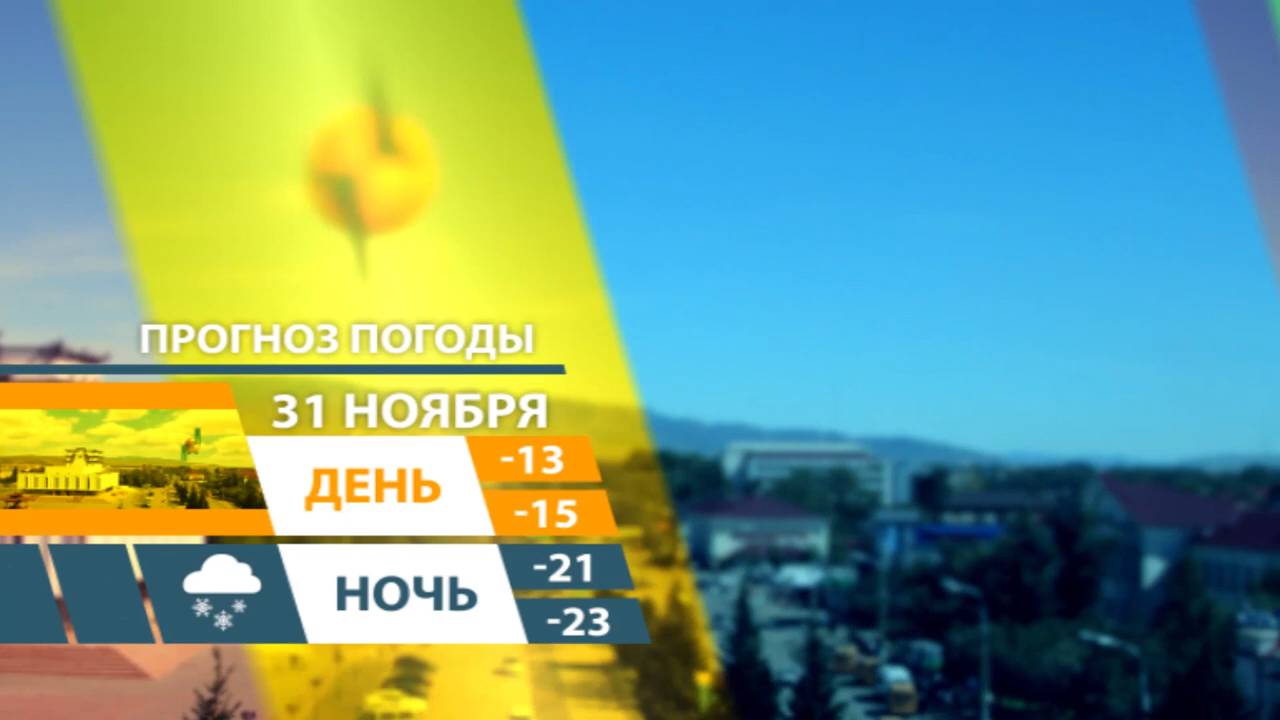 ПРОГНОЗ ПОГОДЫ
31 НОЯБРЯ
ДЕНЬ
-13
-15
НОЧЬ
-21
-23